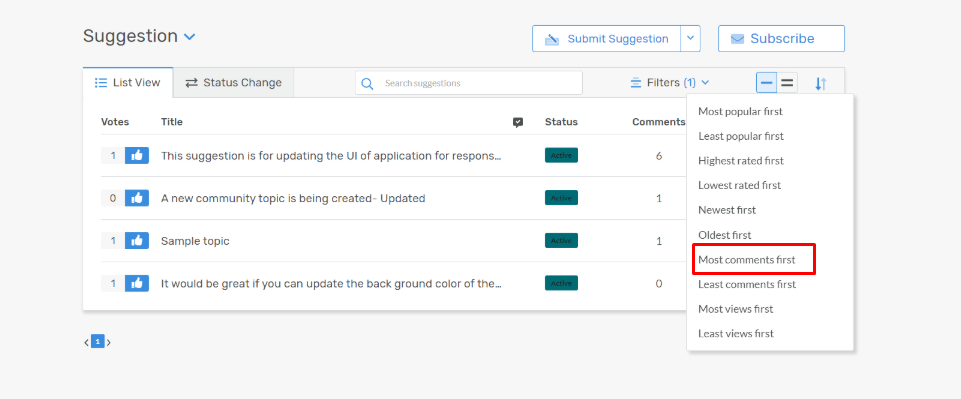 Suggestion
Submit Suggestion
Subscribe
List View
Status Change
Search suggestions
Filters (1)
Votes Title Status Comments
1 This suggestion is for updating the UI of application for respons... Active 6
0 A new community topic is being created- Updated Active 1
1 Sample topic Active 1
1 It would be great if you can update the back ground color of the... Active 0
Most popular first
Least popular first
Highest rated first
Lowest rated first
Newest first
Oldest first
Most comments first
Least comments first
Most views first
Least views first
1